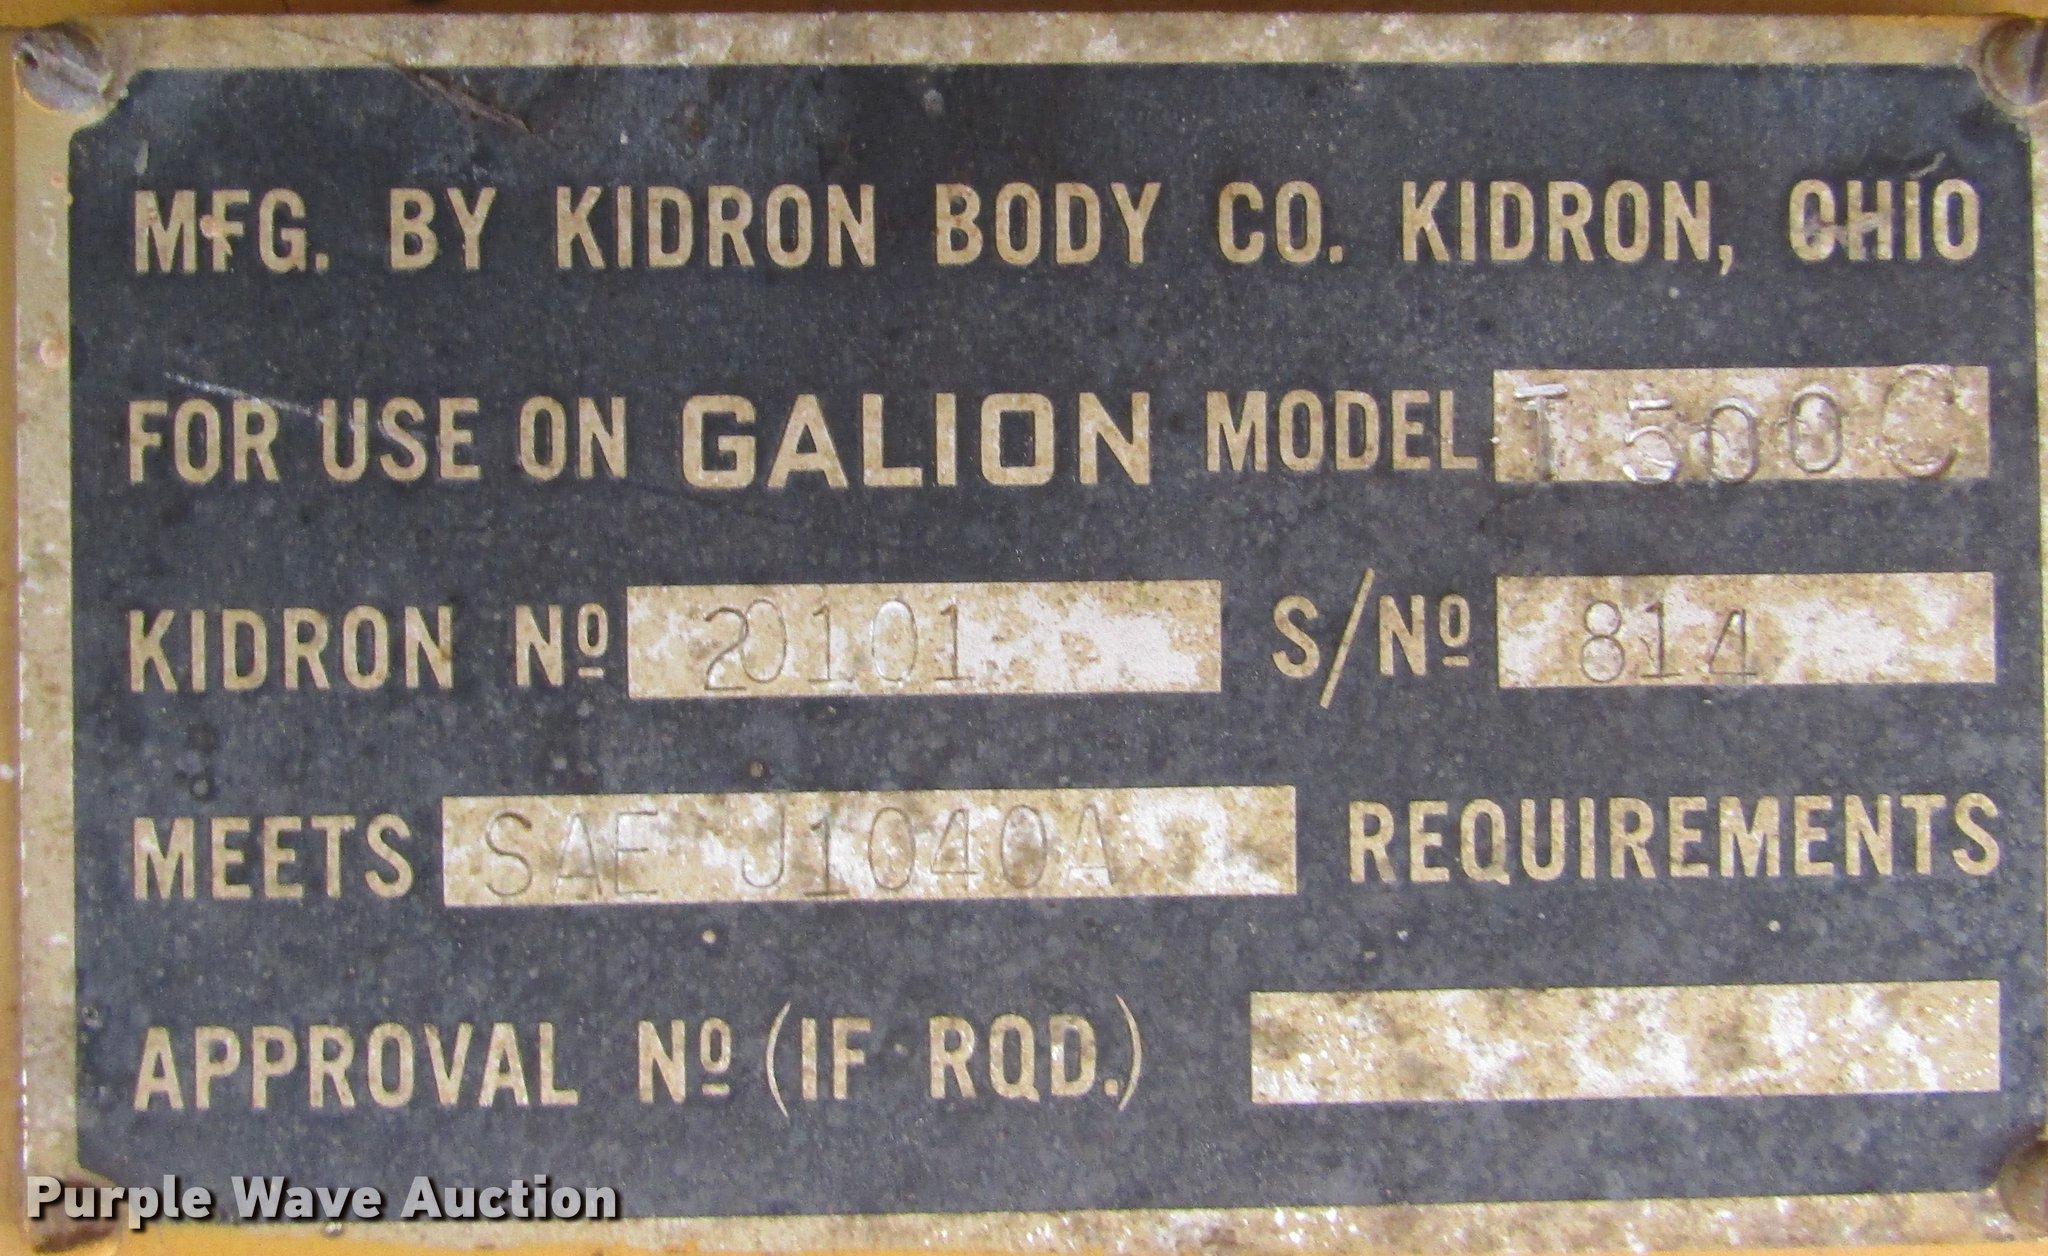 MFG. BY KIDRON BODY CO. KIDRON, OHIO
FOR USE ON GALION MODEL T 500 C
KIDRON Nº 20101 S/Nº 814
MEETS SAE J1040A REQUIREMENTS
APPROVAL Nº (IF RQD.)
Purple Wave Auction